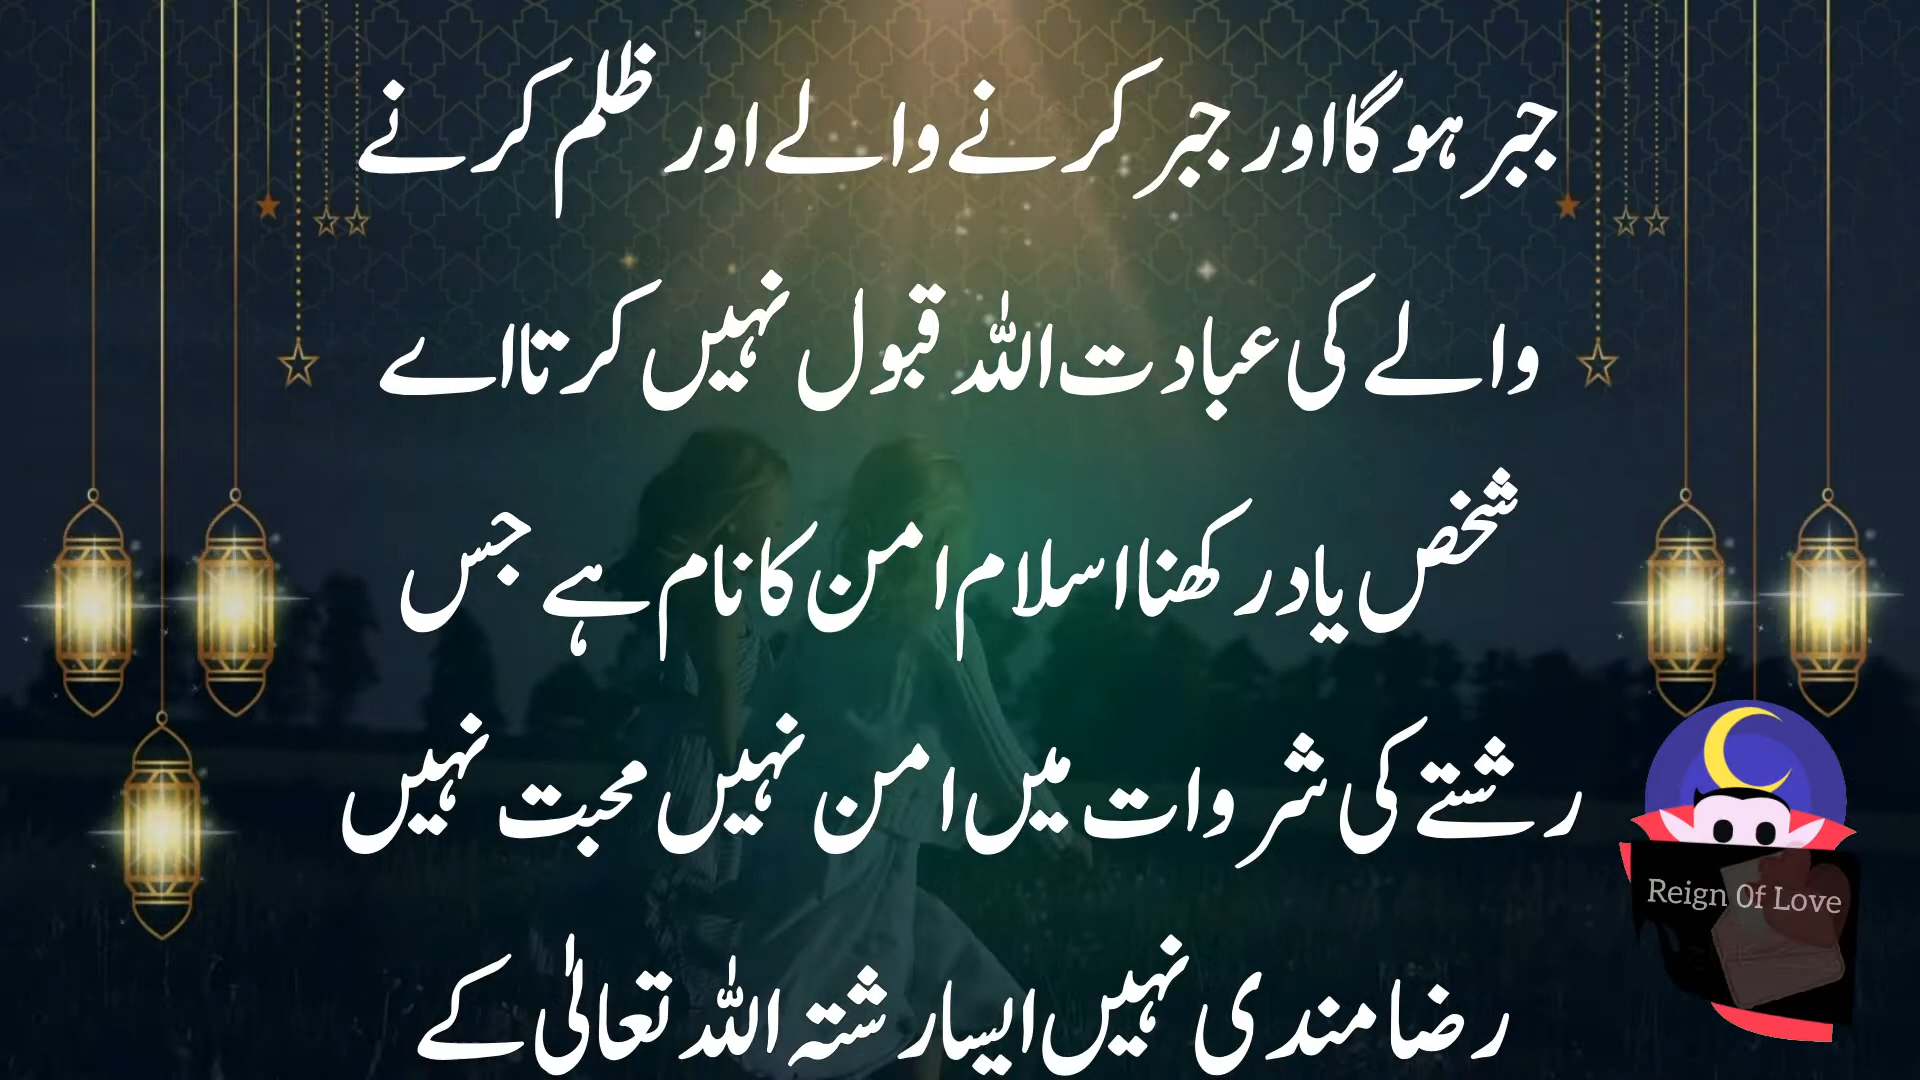 جبر ہو گا اور جبر کرنے والے اور ظلم کرنے
والے کی عبادت اللہ قبول نہیں کرتا اے
شخص یاد رکھنا اسلام امن کا نام ہے جس
رشتے کی شروات میں امن نہیں محبت نہیں
رضا مندی نہیں ایسا رشتہ اللہ تعالٰی کے
Reign Of Love